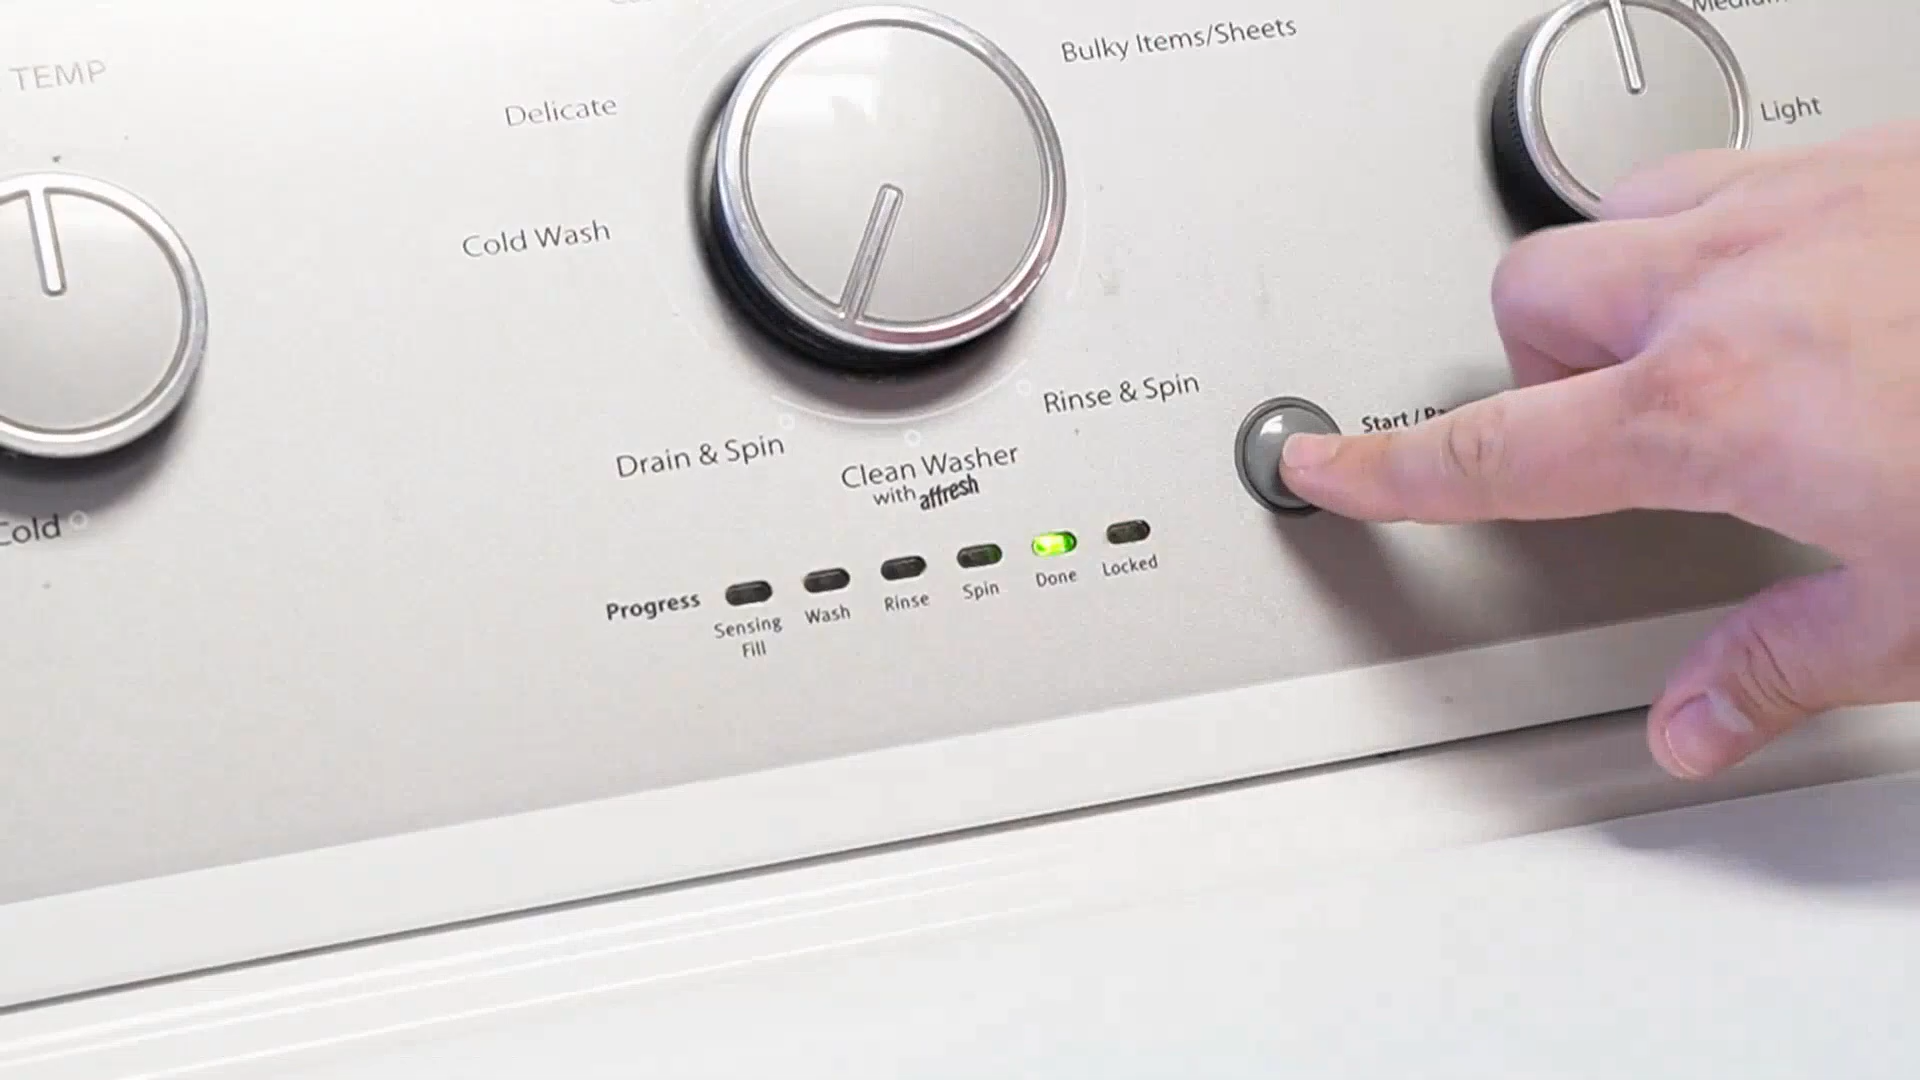 TEMP
Delicate
Cold Wash
Cold
Bulky Items/Sheets
Light
Drain & Spin
Clean Washer
with affresh
Rinse & Spin
Start /
Progress
Sensing
Fill
Wash
Rinse
Spin
Done
Locked